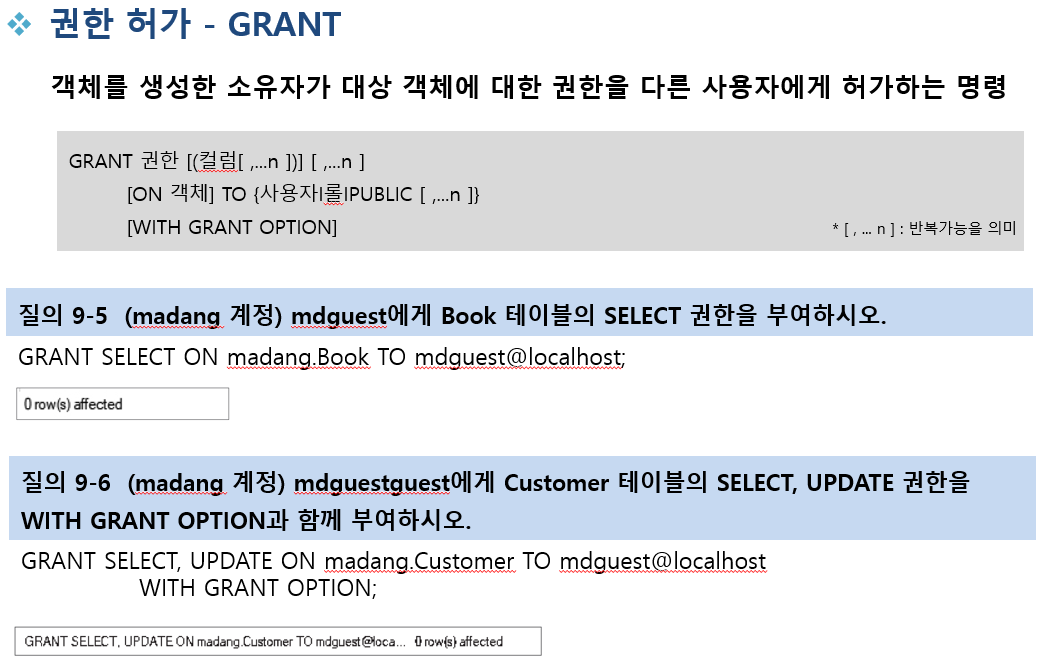 ❖ 권한 허가 - GRANT
객체를 생성한 소유자가 대상 객체에 대한 권한을 다른 사용자에게 허가하는 명령
GRANT 권한 [(컬럼[ ,...n ])] [ ,...n ]
[ON 객체] TO {사용자|롤|PUBLIC [ ,...n ]}
[WITH GRANT OPTION]
* [ , ... n ] : 반복가능을 의미
질의 9-5 (madang 계정) mdguest에게 Book 테이블의 SELECT 권한을 부여하시오.
GRANT SELECT ON madang.Book TO mdguest@localhost;
0 row(s) affected
질의 9-6 (madang 계정) mdguestguest에게 Customer 테이블의 SELECT, UPDATE 권한을
WITH GRANT OPTION과 함께 부여하시오.
GRANT SELECT, UPDATE ON madang.Customer TO mdguest@localhost
WITH GRANT OPTION;
GRANT SELECT, UPDATE ON madang.Customer TO mdguest@loca... 0 row(s) affected